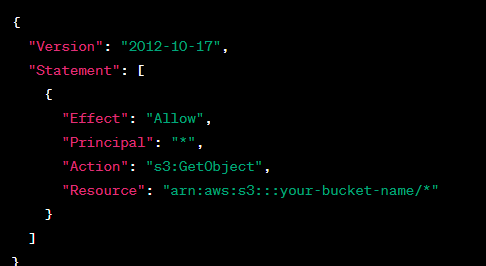 {
  "Version": "2012-10-17",
  "Statement": [
    {
      "Effect": "Allow",
      "Principal": "*",
      "Action": "s3:GetObject",
      "Resource": "arn:aws:s3:::your-bucket-name/*"
    }
  ]
}